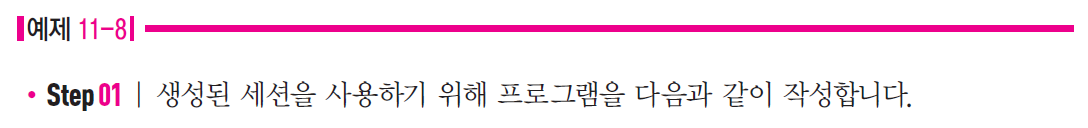 예제 11-8
• Step 01 | 생성된 세션을 사용하기 위해 프로그램을 다음과 같이 작성합니다.